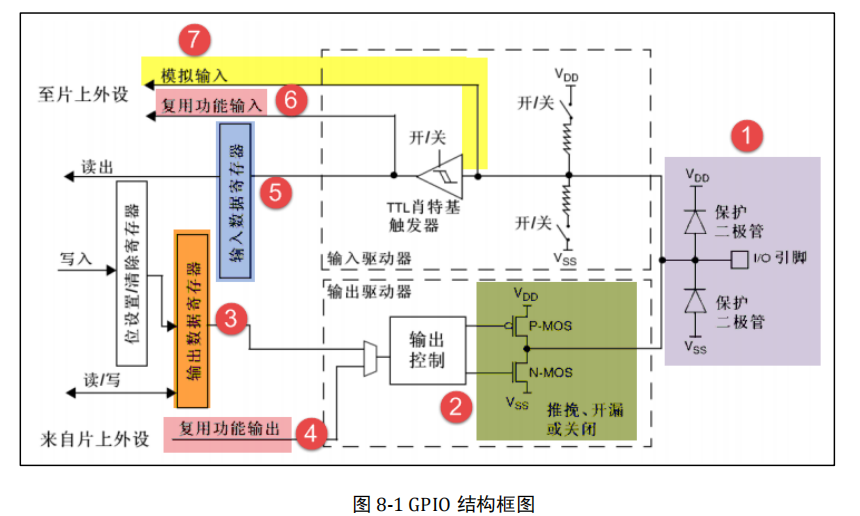 ⑦
模拟输入
至片上外设
复用功能输入
⑥
读出
输入数据寄存器
⑤
开/关
TTL肖特基
触发器
VDD
开/关
开/关
VSS
输入驱动器
①
VDD
保护
二极管
I/O 引脚
保护
二极管
VSS
写入
位设置/清除寄存器
输出数据寄存器
③
读/写
输出驱动器
输出
控制
VDD
P-MOS
N-MOS
VSS
②
推挽、开漏
或关闭
来自片上外设
复用功能输出
④
图 8-1 GPIO 结构框图